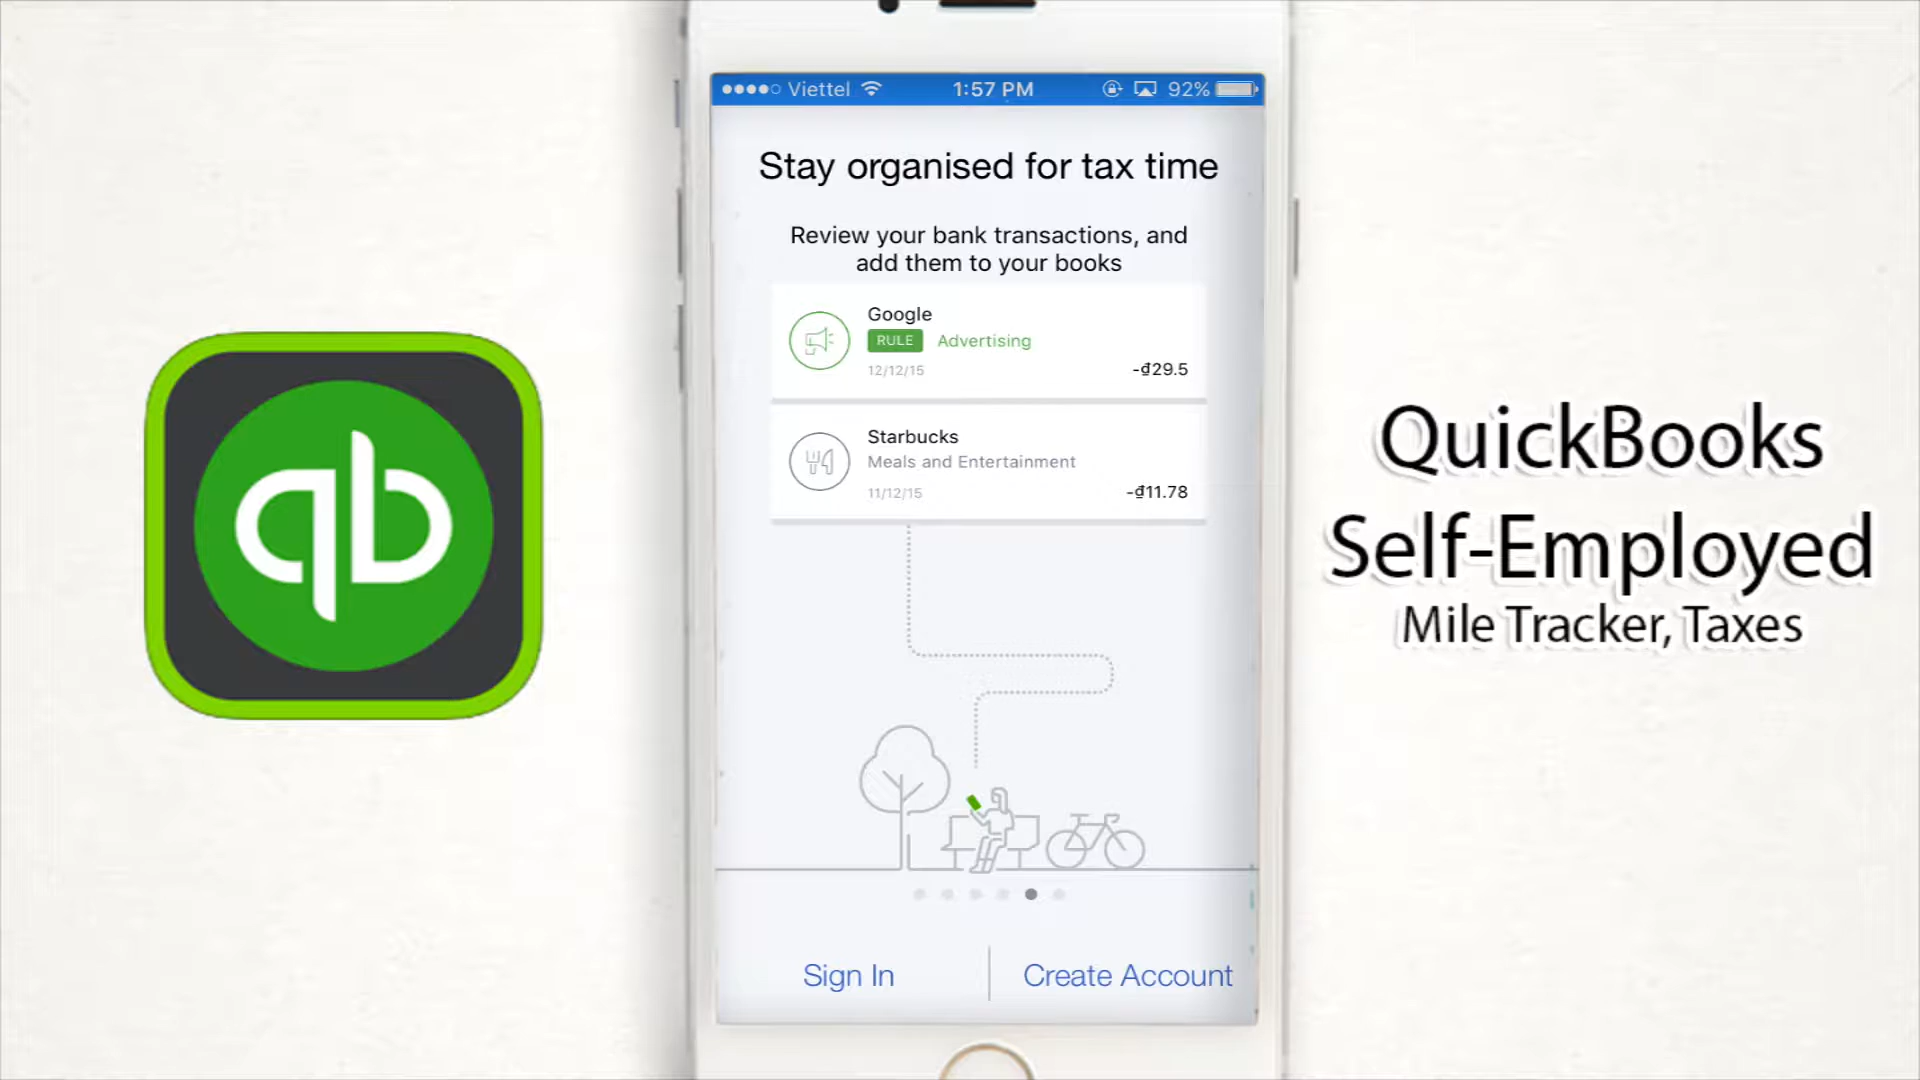 Viettel 1:57 PM 92%
Stay organised for tax time
Review your bank transactions, and
add them to your books
Google
RULE Advertising
12/12/15 -₫29.5
Starbucks
Meals and Entertainment
11/12/15 -₫11.78
Sign In Create Account
qb
QuickBooks
Self-Employed
Mile Tracker, Taxes